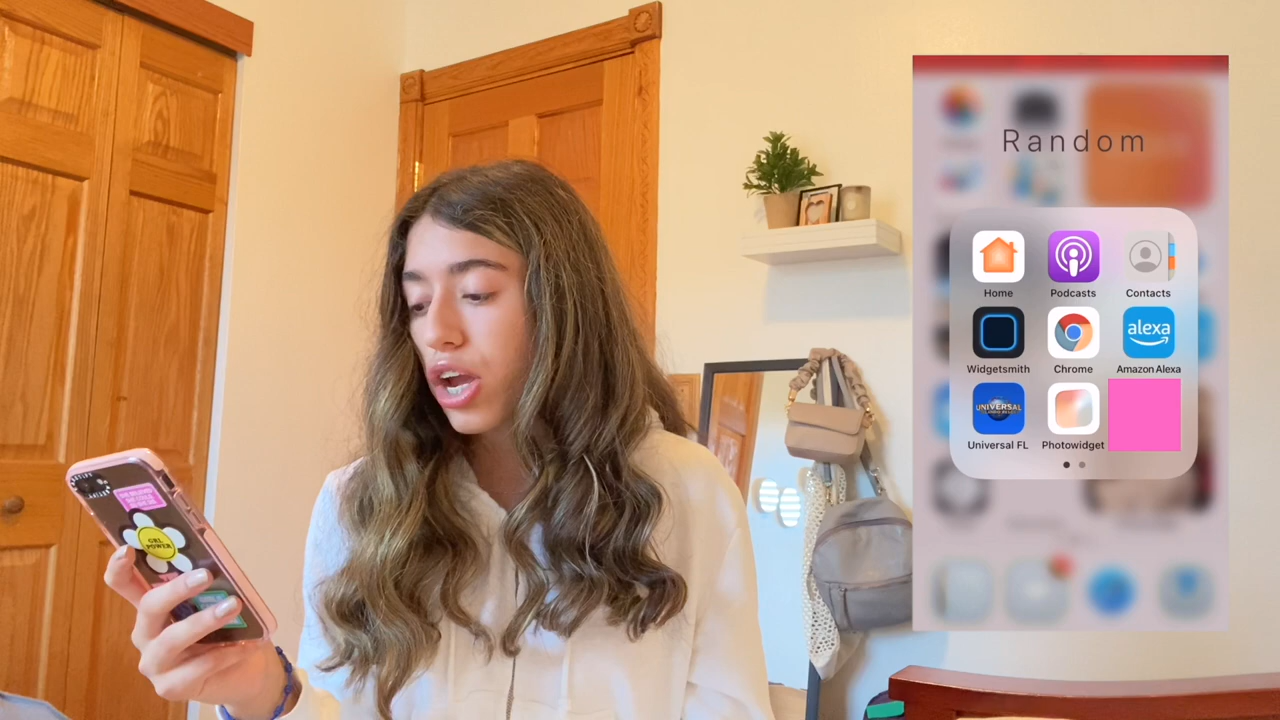 Random
Home
Podcasts
Contacts
alexa
Widgetsmith
Chrome
Amazon Alexa
UNIVERSAL
Universal FL
Photowidget
GRL
POWER